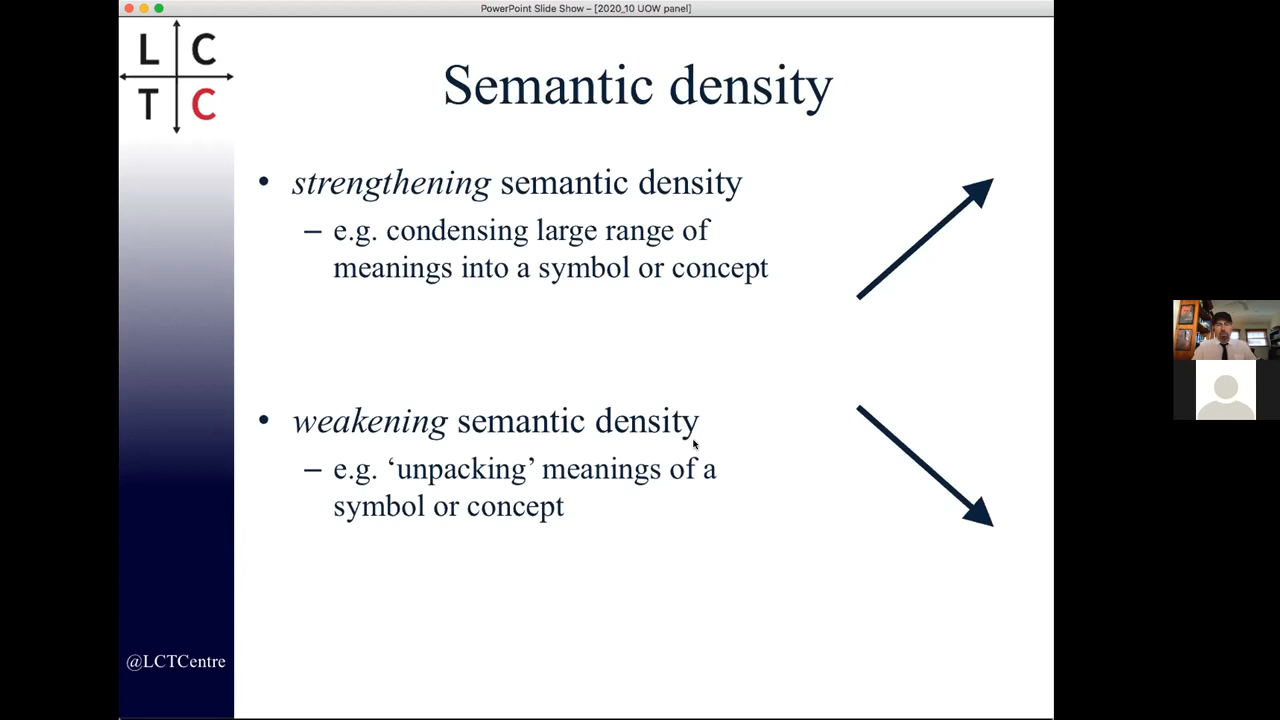 PowerPoint Slide Show – [2020_10 UOW panel]
L C
T C
Semantic density
• strengthening semantic density
– e.g. condensing large range of
meanings into a symbol or concept
• weakening semantic density
– e.g. ‘unpacking’ meanings of a
symbol or concept
@LCTCentre